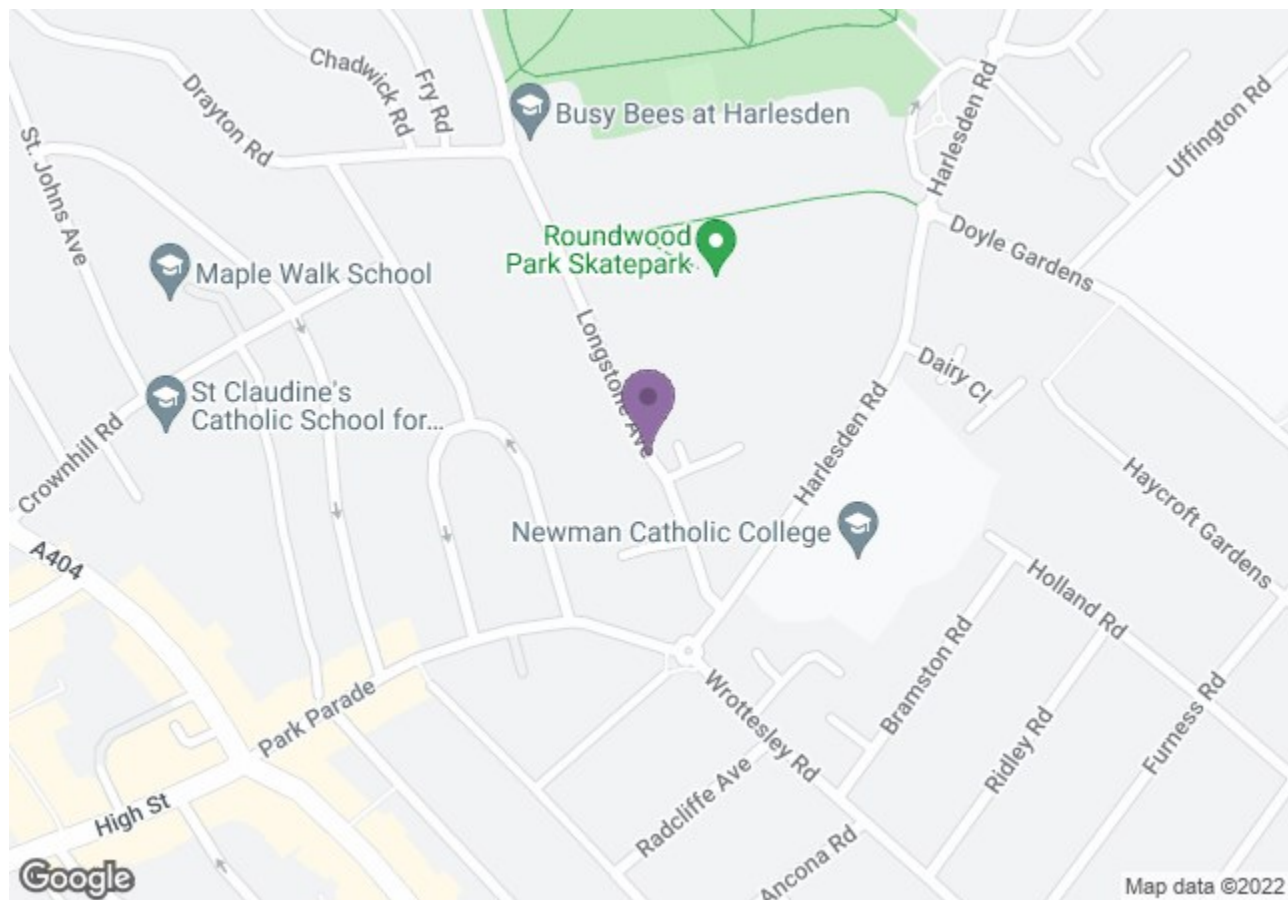 Chadwick Rd
Fry Rd
Drayton Rd
Busy Bees at Harlesden
Harlesden Rd
Uffington Rd
St. Johns Ave
Roundwood
Park Skatepark
Doyle Gardens
Maple Walk School
Longstone Ave
Dairy Cl
St Claudine's
Catholic School for...
Crownhill Rd
Harlesden Rd
Haycroft Gardens
Newman Catholic College
A404
Holland Rd
Bramston Rd
Park Parade
Wrottesley Rd
Furness Rd
Ridley Rd
Radcliffe Ave
High St
Ancona Rd
Google
Map data ©2022